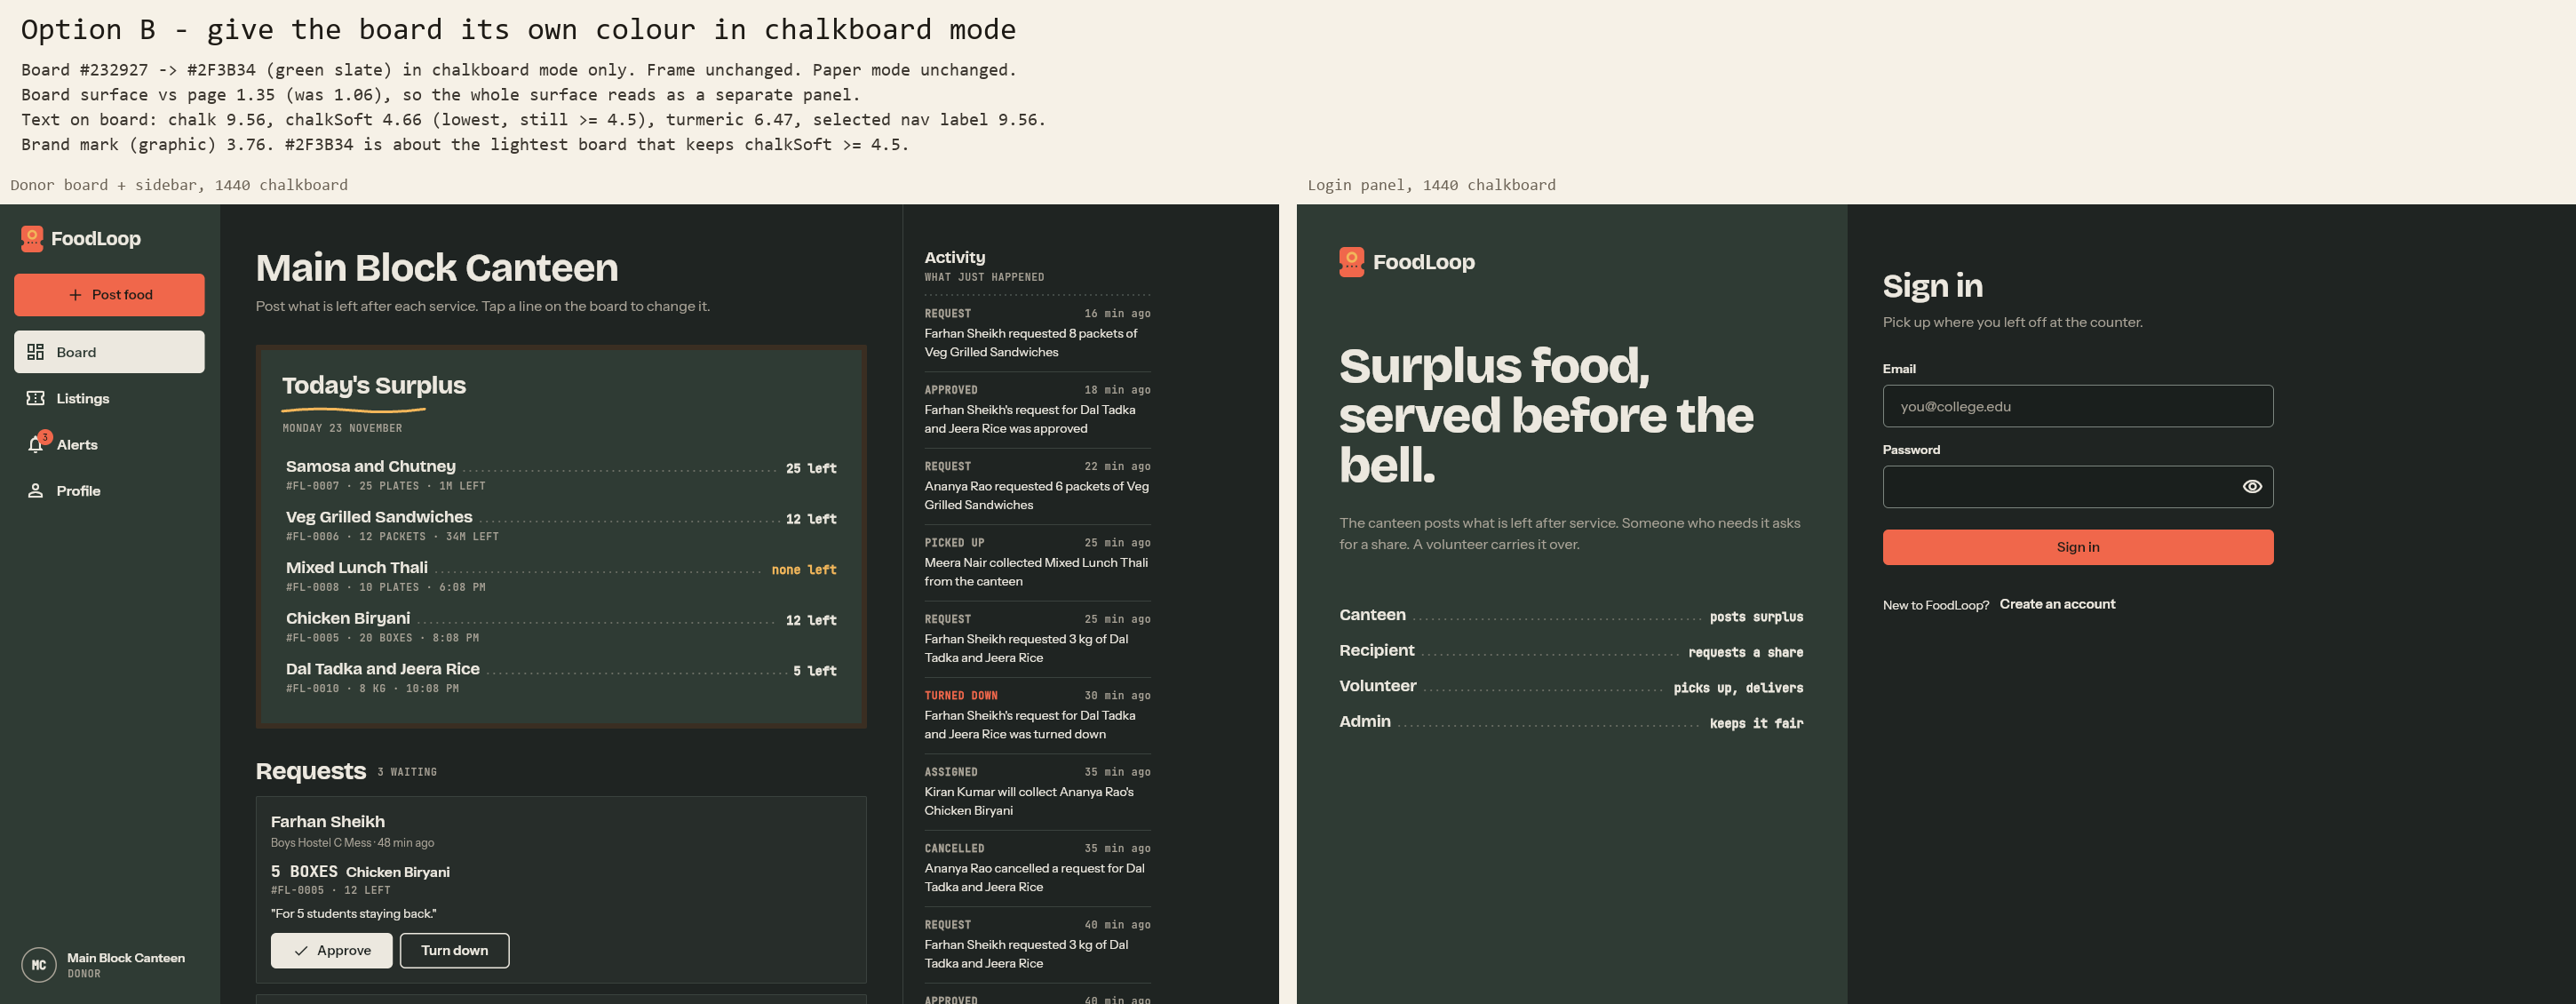 Option B - give the board its own colour in chalkboard mode
Board #232927 -> #2F3B34 (green slate) in chalkboard mode only. Frame unchanged. Paper mode unchanged.
Board surface vs page 1.35 (was 1.06), so the whole surface reads as a separate panel.
Text on board: chalk 9.56, chalkSoft 4.66 (lowest, still >= 4.5), turmeric 6.47, selected nav label 9.56.
Brand mark (graphic) 3.76. #2F3B34 is about the lightest board that keeps chalkSoft >= 4.5.
Donor board + sidebar, 1440 chalkboard
FoodLoop
+ Post food
Board
Listings
3
Alerts
Profile
MC
Main Block Canteen
DONOR
Main Block Canteen
Post what is left after each service. Tap a line on the board to change it.
Today's Surplus
MONDAY 23 NOVEMBER
Samosa and Chutney 25 left
#FL-0007 · 25 PLATES · 1M LEFT
Veg Grilled Sandwiches 12 left
#FL-0006 · 12 PACKETS · 34M LEFT
Mixed Lunch Thali none left
#FL-0008 · 10 PLATES · 6:08 PM
Chicken Biryani 12 left
#FL-0005 · 20 BOXES · 8:08 PM
Dal Tadka and Jeera Rice 5 left
#FL-0010 · 8 KG · 10:08 PM
Requests 3 WAITING
Farhan Sheikh
Boys Hostel C Mess · 48 min ago
5 BOXES Chicken Biryani
#FL-0005 · 12 LEFT
"For 5 students staying back."
Approve Turn down
Activity
WHAT JUST HAPPENED
REQUEST 16 min ago
Farhan Sheikh requested 8 packets of
Veg Grilled Sandwiches
APPROVED 18 min ago
Farhan Sheikh's request for Dal Tadka
and Jeera Rice was approved
REQUEST 22 min ago
Ananya Rao requested 6 packets of Veg
Grilled Sandwiches
PICKED UP 25 min ago
Meera Nair collected Mixed Lunch Thali
from the canteen
REQUEST 25 min ago
Farhan Sheikh requested 3 kg of Dal
Tadka and Jeera Rice
TURNED DOWN 30 min ago
Farhan Sheikh's request for Dal Tadka
and Jeera Rice was turned down
ASSIGNED 35 min ago
Kiran Kumar will collect Ananya Rao's
Chicken Biryani
CANCELLED 35 min ago
Ananya Rao cancelled a request for Dal
Tadka and Jeera Rice
REQUEST 40 min ago
Farhan Sheikh requested 3 kg of Dal
Tadka and Jeera Rice
APPROVED 40 min ago
Login panel, 1440 chalkboard
FoodLoop
Surplus food,
served before the
bell.
The canteen posts what is left after service. Someone who needs it asks
for a share. A volunteer carries it over.
Canteen posts surplus
Recipient requests a share
Volunteer picks up, delivers
Admin keeps it fair
Sign in
Pick up where you left off at the counter.
Email
you@college.edu
Password
Sign in
New to FoodLoop? Create an account